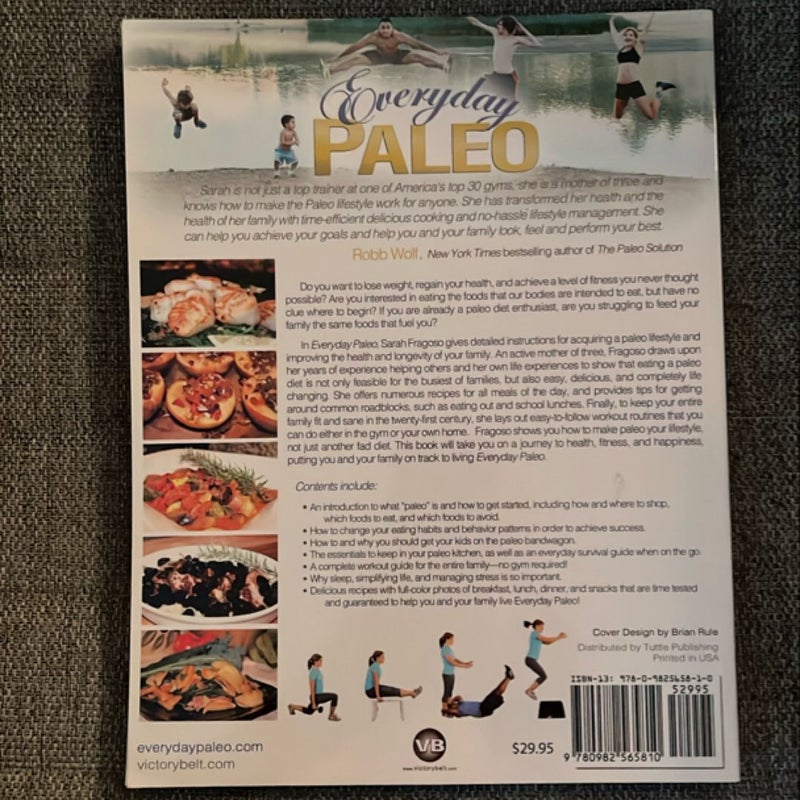 Everyday
PALEO
Sarah is not just a top trainer at one of America's top 30 gyms, she is a mother of three and
knows how to make the Paleo lifestyle work for anyone. She has transformed her health and the
health of her family with time-efficient delicious cooking and no-hassle lifestyle management. She
can help you achieve your goals and help you and your family look, feel and perform your best.
Robb Wolf, New York Times bestselling author of The Paleo Solution
Do you want to lose weight, regain your health, and achieve a level of fitness you never thought
possible? Are you interested in eating the foods that our bodies are intended to eat, but have no
clue where to begin? If you are already a paleo diet enthusiast, are you struggling to feed your
family the same foods that fuel you?
In Everyday Paleo, Sarah Fragoso gives detailed instructions for acquiring a paleo lifestyle and
improving the health and longevity of your family. An active mother of three, Fragoso draws upon
her years of experience helping others and her own life experiences to show that eating a paleo
diet is not only feasible for the busiest of families, but also easy, delicious, and completely life
changing. She offers numerous recipes for all meals of the day, and provides tips for getting
around common roadblocks, such as eating out and school lunches. Finally, to keep your entire
family fit and sane in the twenty-first century, she lays out easy-to-follow workout routines that you
can do either in the gym or your own home. Fragoso shows you how to make paleo your lifestyle,
not just another fad diet. This book will take you on a journey to health, fitness, and happiness,
putting you and your family on track to living Everyday Paleo.
Contents include:
• An introduction to what "paleo" is and how to get started, including how and where to shop,
which foods to eat, and which foods to avoid.
• How to change your eating habits and behavior patterns in order to achieve success.
• How to and why you should get your kids on the paleo bandwagon.
• The essentials to keep in your paleo kitchen, as well as an everyday survival guide when on the go.
• A complete workout guide for the entire family—no gym required!
• Why sleep, simplifying life, and managing stress is so important.
• Delicious recipes with full-color photos of breakfast, lunch, dinner, and snacks that are time tested
and guaranteed to help you and your family live Everyday Paleo!
Cover Design by Brian Rule
Distributed by Tuttle Publishing
Printed in USA
ISBN-13: 978-0-9825658-1-0
52995
everydaypaleo.com
victorybelt.com
VB
www.victorybelt.com
$29.95
9 780982 565810